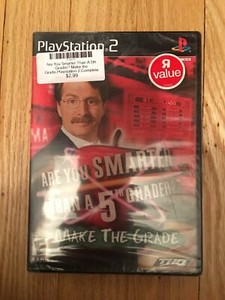 PlayStation 2
Are You Smarter Than A 5th
Grader? Make the
Grade Playstation 2 Complete
$2.99
R
value
ARE YOU SMARTER
THAN A 5TH GRADER?
MAKE THE GRADE
THQ